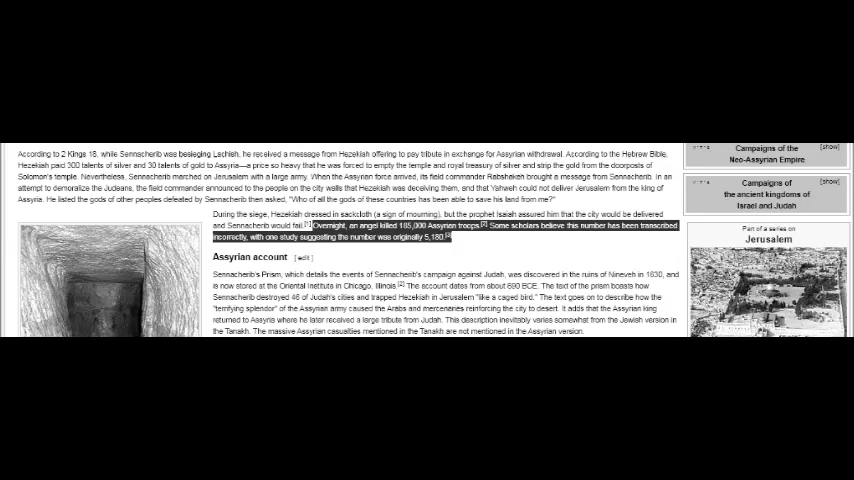 According to 2 Kings 18, while Sennacherib was besieging Lachish, he received a message from Hezekiah offering to pay tribute in exchange for Assyrian withdrawal. According to the Hebrew Bible,
Hezekiah paid 300 talents of silver and 30 talents of gold to Assyria—a price so heavy that he was forced to empty the temple and royal treasury of silver and strip the gold from the doorposts of
Solomon's temple. Nevertheless, Sennacherib marched on Jerusalem with a large army. When the Assyrian force arrived, its field commander Rabshakeh brought a message from Sennacherib. In an
attempt to demoralize the Judeans, the field commander announced to the people on the city walls that Hezekiah was deceiving them, and that Yahweh could not deliver Jerusalem from the king of
Assyria. He listed the gods of other peoples defeated by Sennacherib then asked, "Who of all the gods of these countries has been able to save his land from me?"
During the siege, Hezekiah dressed in sackcloth (a sign of mourning), but the prophet Isaiah assured him that the city would be delivered
and Sennacherib would fail.[1] Overnight, an angel killed 185,000 Assyrian troops.[2] Some scholars believe this number has been transcribed
incorrectly, with one study suggesting the number was originally 5,180.[3]
Assyrian account [edit]
Sennacherib's Prism, which details the events of Sennacherib's campaign against Judah, was discovered in the ruins of Nineveh in 1830, and
is now stored at the Oriental Institute in Chicago, Illinois.[2] The account dates from about 690 BCE. The text of the prism boasts how
Sennacherib destroyed 46 of Judah's cities and trapped Hezekiah in Jerusalem "like a caged bird." The text goes on to describe how the
"terrifying splendor" of the Assyrian army caused the Arabs and mercenaries reinforcing the city to desert. It adds that the Assyrian king
returned to Assyria where he later received a large tribute from Judah. This description inevitably varies somewhat from the Jewish version in
the Tanakh. The massive Assyrian casualties mentioned in the Tanakh are not mentioned in the Assyrian version.
Campaigns of the [show]
Neo-Assyrian Empire
Campaigns of [show]
the ancient kingdoms of
Israel and Judah
Part of a series on
Jerusalem